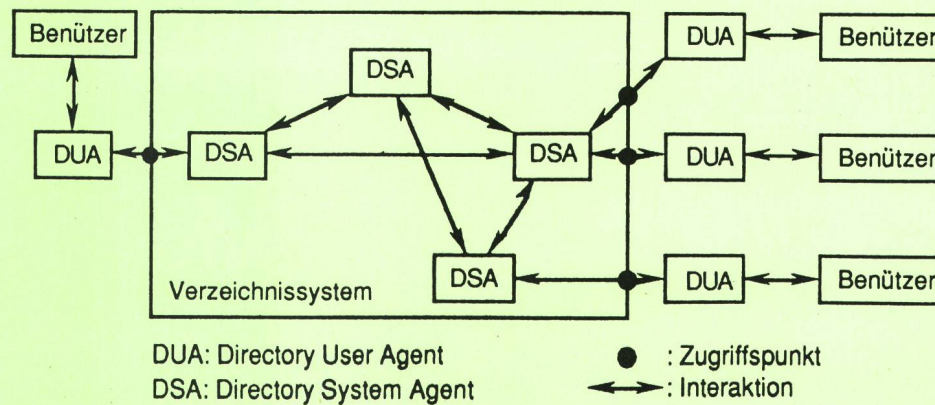 Benützer
DUA
DSA
DSA
DSA
DSA
Verzeichnissystem
DUA
Benützer
DUA
Benützer
DUA
Benützer
DUA: Directory User Agent
DSA: Directory System Agent
: Zugriffspunkt
: Interaktion